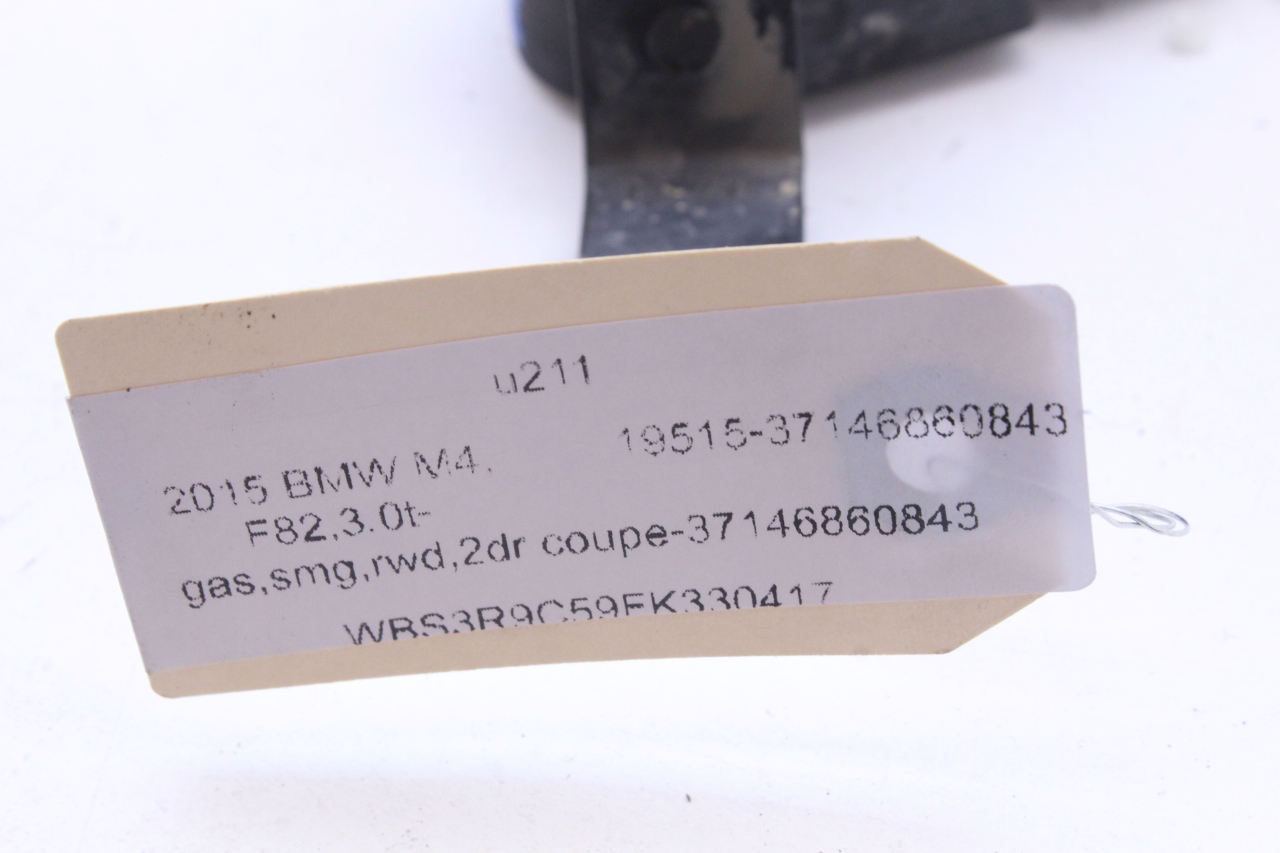 u211
19515-37146860843
2015 BMW M4,
F82,3.0t-
gas,smg,rwd,2dr coupe-37146860843
WBS3R9C59FK330417